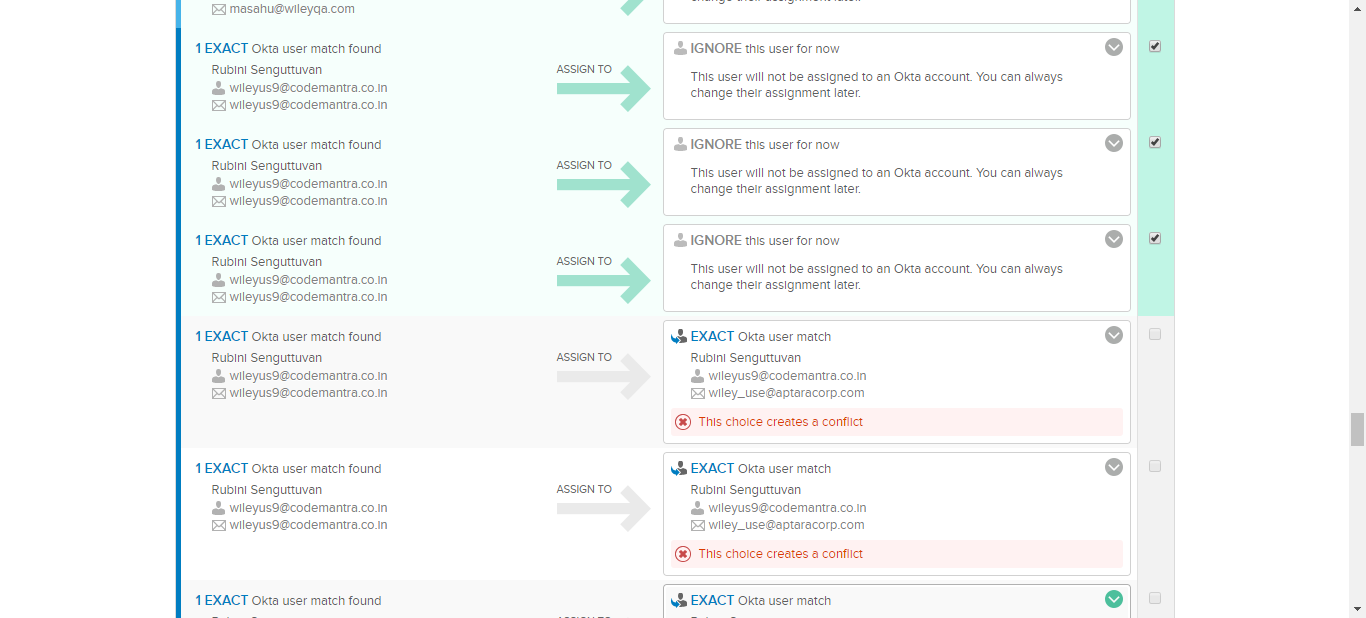 change their assignment later.
masahu@wileyqa.com
1 EXACT Okta user match found
Rubini Senguttuvan
wileyus9@codemantra.co.in
wileyus9@codemantra.co.in
ASSIGN TO
IGNORE this user for now
This user will not be assigned to an Okta account. You can always
change their assignment later.
1 EXACT Okta user match found
Rubini Senguttuvan
wileyus9@codemantra.co.in
wileyus9@codemantra.co.in
ASSIGN TO
IGNORE this user for now
This user will not be assigned to an Okta account. You can always
change their assignment later.
1 EXACT Okta user match found
Rubini Senguttuvan
wileyus9@codemantra.co.in
wileyus9@codemantra.co.in
ASSIGN TO
IGNORE this user for now
This user will not be assigned to an Okta account. You can always
change their assignment later.
1 EXACT Okta user match found
Rubini Senguttuvan
wileyus9@codemantra.co.in
wileyus9@codemantra.co.in
ASSIGN TO
EXACT Okta user match
Rubini Senguttuvan
wileyus9@codemantra.co.in
wiley_use@aptaracorp.com
This choice creates a conflict
1 EXACT Okta user match found
Rubini Senguttuvan
wileyus9@codemantra.co.in
wileyus9@codemantra.co.in
ASSIGN TO
EXACT Okta user match
Rubini Senguttuvan
wileyus9@codemantra.co.in
wiley_use@aptaracorp.com
This choice creates a conflict
1 EXACT Okta user match found
EXACT Okta user match